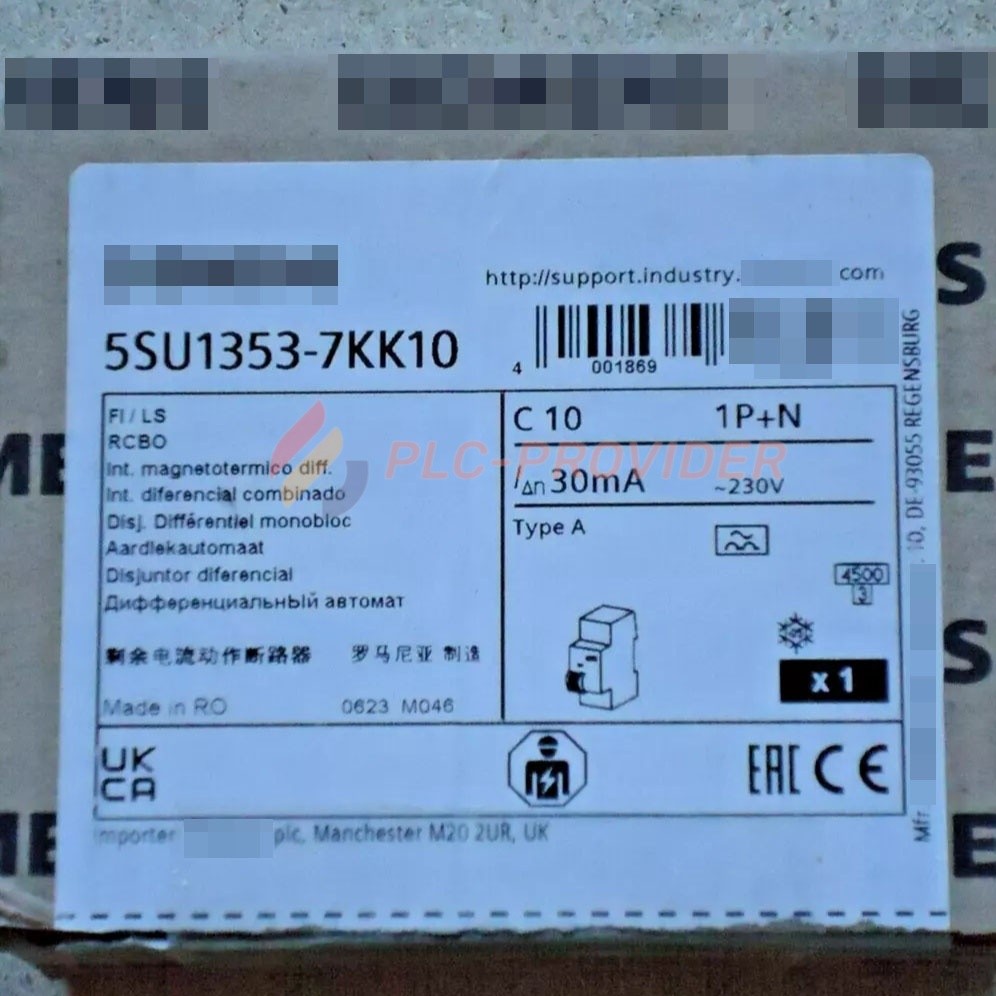 http://support.industry. com
5SU1353-7KK10
4 001869
FI / LS
RCBO
Int. magnetotermico diff.
Int. diferencial combinado
Disj. Différentiel monobloc
Aardlekautomaat
Disjuntor diferencial
Дифференциальный автомат
剩余电流动作断路器 罗马尼亚 制造
Made in RO 0623 M046
C 10 1P+N
I∆n 30mA ~230V
Type A
4500
3
x 1
PLC-PROVIDER
UK
CA
EAC CE
Importer plc, Manchester M20 2UR, UK
Mfr 10, DE-93055 REGENSBURG
S
ME E
S
ME E